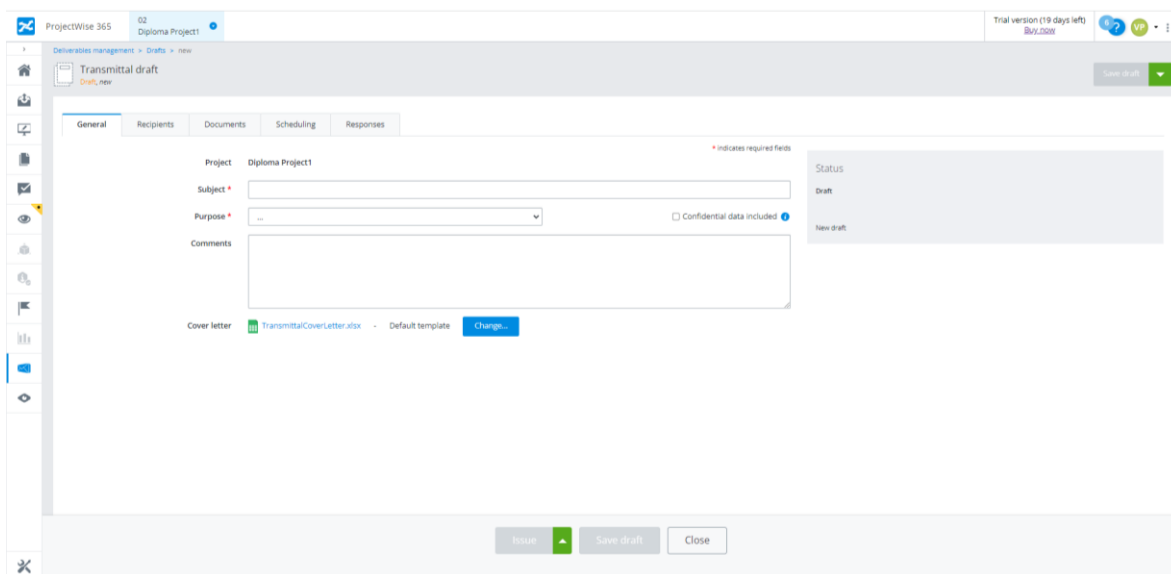 ProjectWise 365
02
Diploma Project1
Trial version (19 days left)
Buy now
6
?
VP
Deliverables management > Drafts > new
Transmittal draft
Draft, new
Save draft
General Recipients Documents Scheduling Responses
* Indicates required fields
Project Diploma Project1
Subject *
Purpose * ...
Confidential data included i
Comments
Cover letter TransmittalCoverLetter.xlsx - Default template Change...
Status
Draft
New draft
Issue Save draft Close